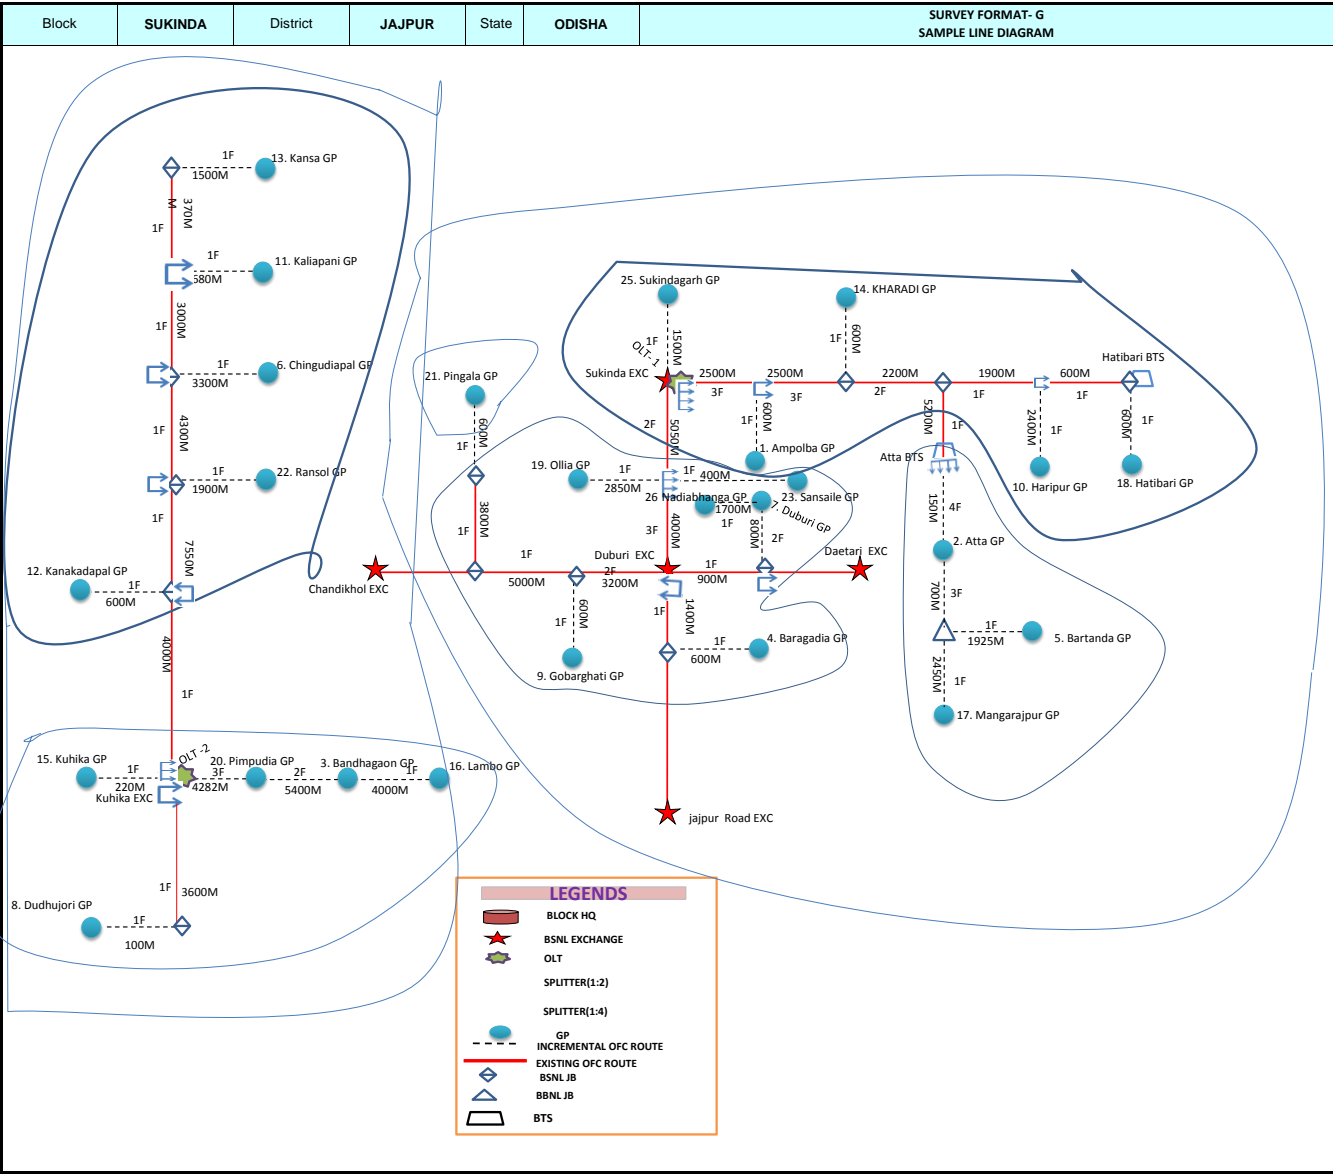 Block SUKINDA District JAJPUR State ODISHA
SURVEY FORMAT- G
SAMPLE LINE DIAGRAM
1F
13. Kansa GP
1500M
370M
1F
1F
11. Kaliapani GP
680M
3000M
1F
1F
6. Chingudiapal GP
3300M
4300M
1F
1F
22. Ransol GP
1900M
1F
7550M
12. Kanakadapal GP
1F
600M
4000M
1F
OLT -2
15. Kuhika GP
1F
220M
Kuhika EXC
3F
4282M
20. Pimpudia GP
2F
5400M
3. Bandhagaon GP
1F
4000M
16. Lambo GP
1F
3600M
8. Dudhujori GP
1F
100M
25. Sukindagarh GP
1F
1500M
OLT- 1
Sukinda EXC
2500M
3F
2500M
3F
14. KHARADI GP
600M
1F
2200M
2F
1900M
1F
600M
1F
Hatibari BTS
600M
1F
1. Ampolba GP
2F
5050M
5200M
1F
Atta BTS
2400M
1F
10. Haripur GP
600M
1F
18. Hatibari GP
21. Pingala GP
600M
1F
19. Ollia GP
1F
2850M
1F
400M
23. Sansaile GP
26 Nadiabhanga GP
1700M
1F
7. Duburi GP
800M
2F
3800M
1F
3F
4000M
150M
4F
2. Atta GP
Chandikhol EXC
1F
5000M
Duburi EXC
2F
3200M
1F
900M
Daetari EXC
600M
1F
9. Gobarghati GP
1F
1400M
1F
600M
4. Baragadia GP
700M
3F
1F
1925M
5. Bartanda GP
2450M
1F
17. Mangarajpur GP
jajpur Road EXC
LEGENDS
BLOCK HQ
BSNL EXCHANGE
OLT
SPLITTER(1:2)
SPLITTER(1:4)
GP
INCREMENTAL OFC ROUTE
EXISTING OFC ROUTE
BSNL JB
BBNL JB
BTS